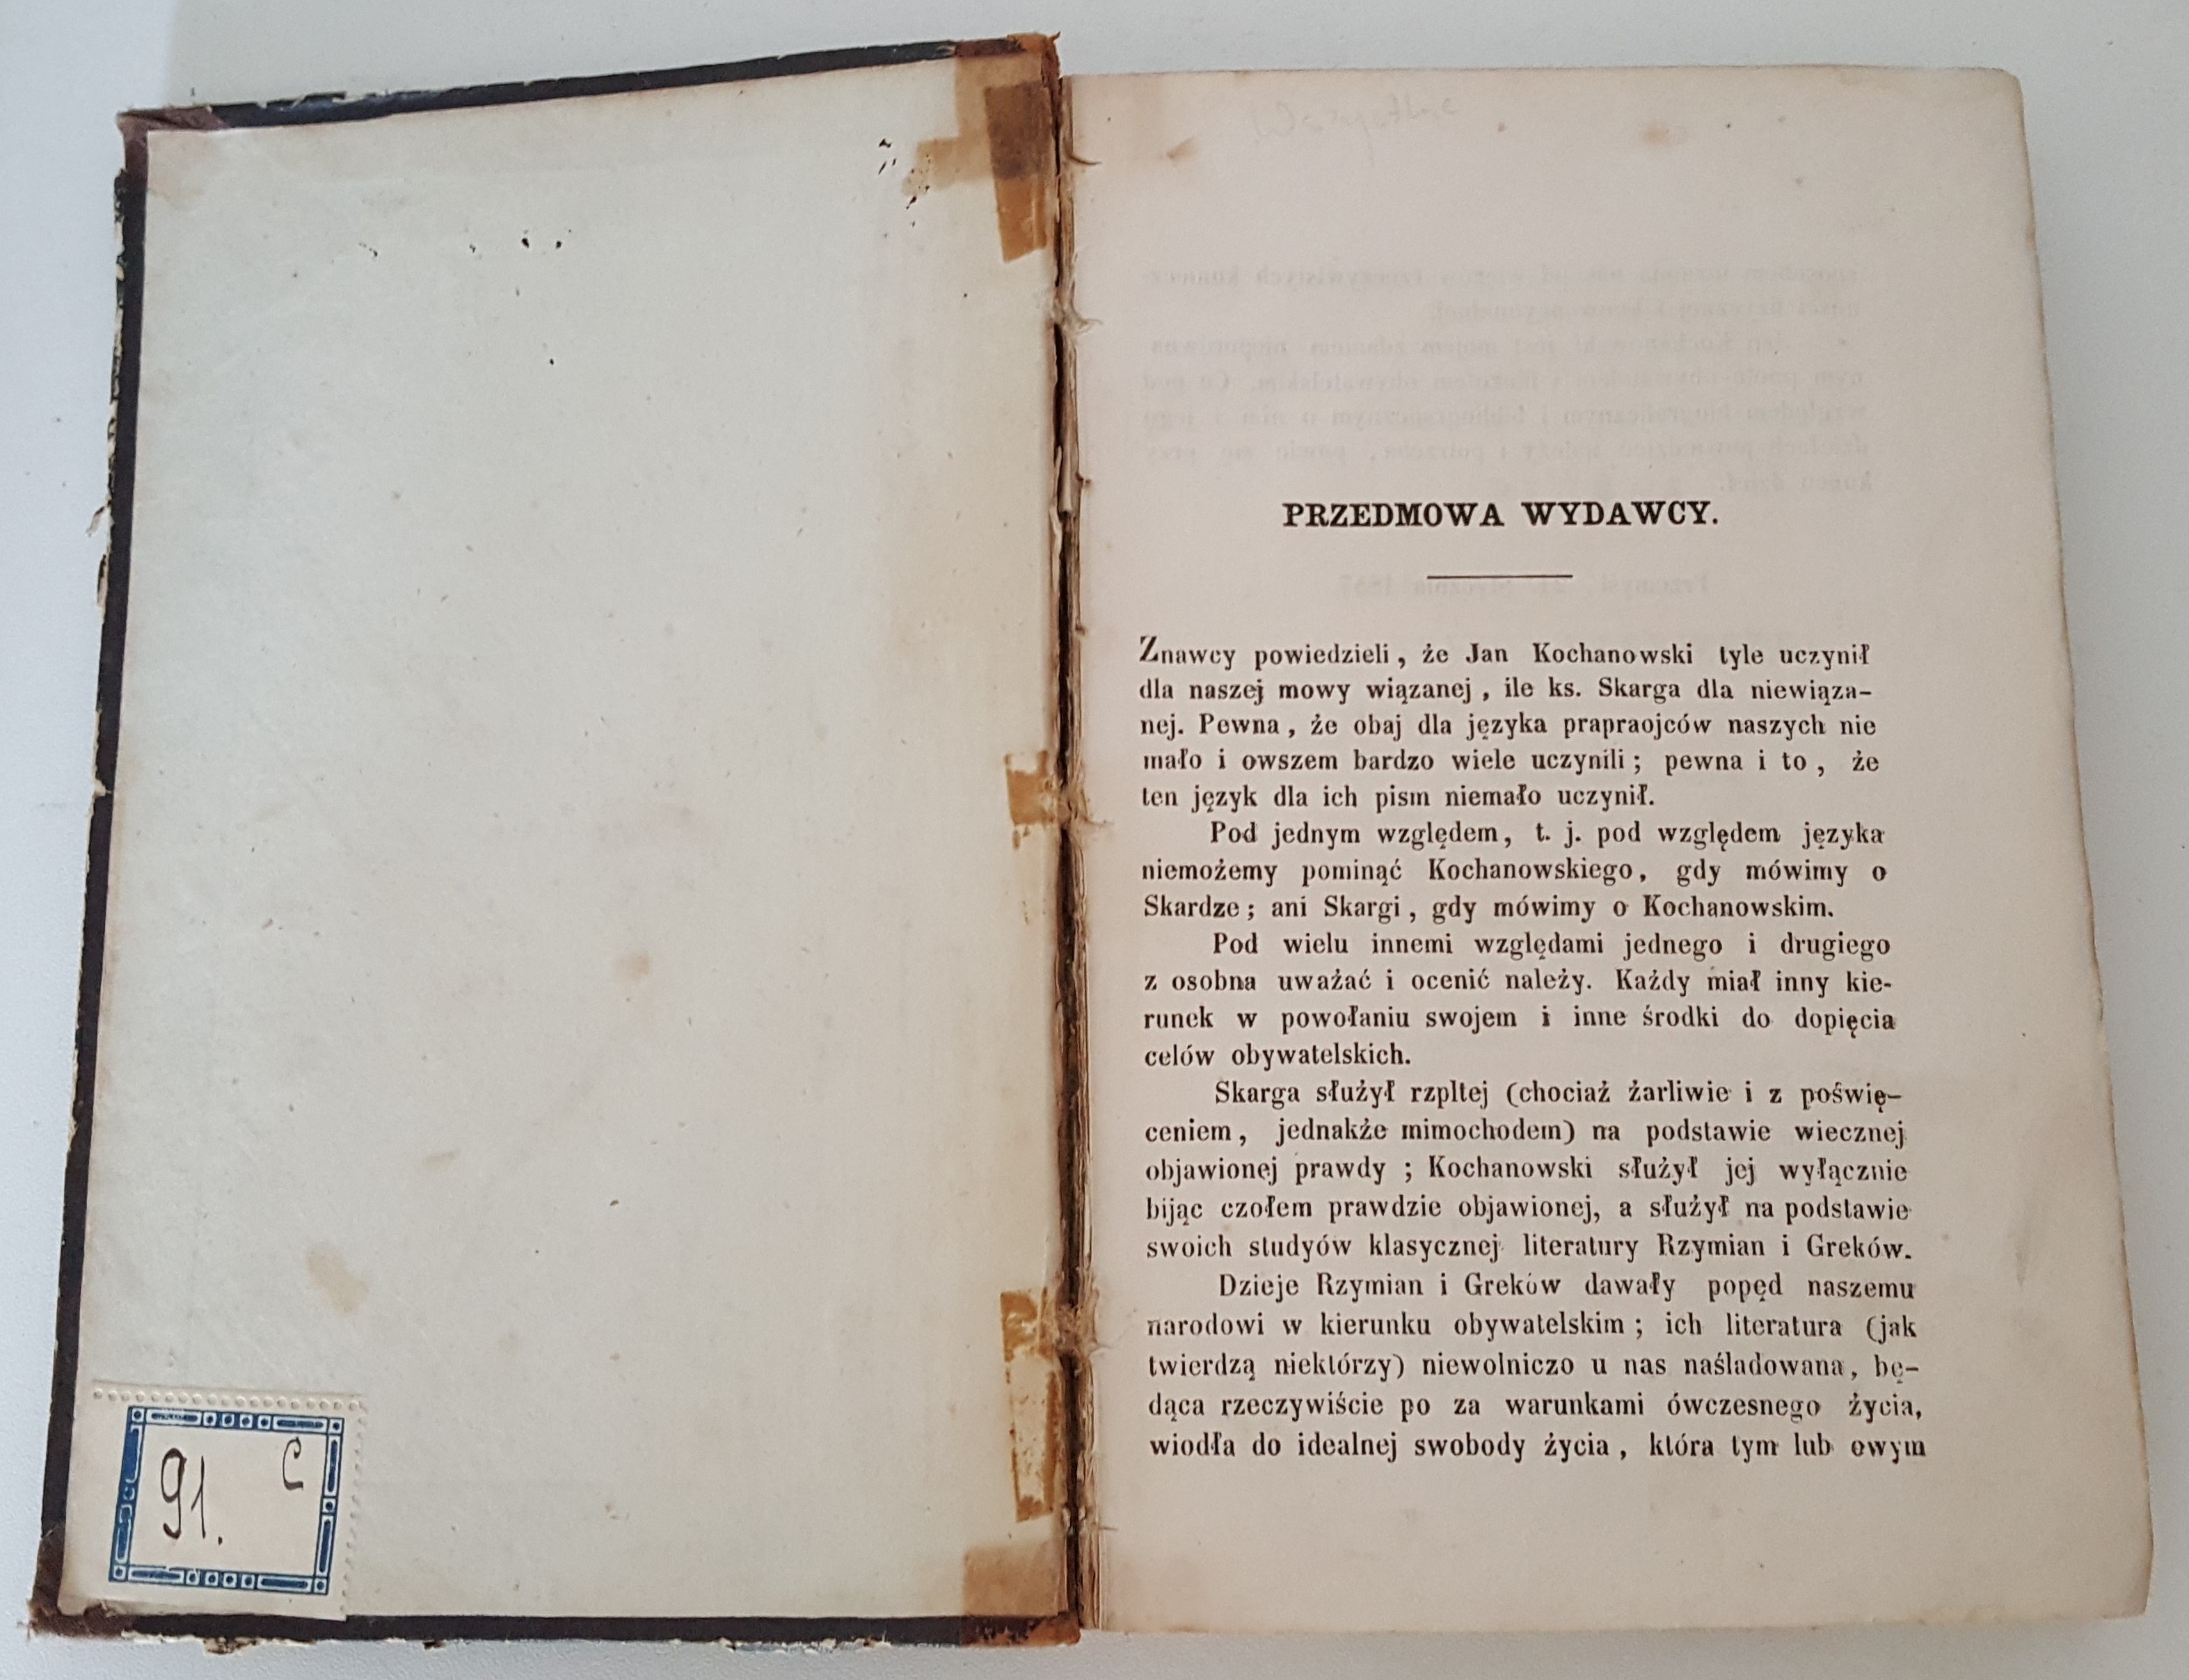 91. C
PRZEDMOWA WYDAWCY.
Znawcy powiedzieli, że Jan Kochanowski tyle uczynił
dla naszej mowy wiązanej, ile ks. Skarga dla niewiąza-
nej. Pewna, że obaj dla języka prapraojców naszych nie
mało i owszem bardzo wiele uczynili; pewna i to, że
ten język dla ich pism niemało uczynił.
Pod jednym względem, t. j. pod względem języka
niemożemy pominąć Kochanowskiego, gdy mówimy o
Skardze; ani Skargi, gdy mówimy o Kochanowskim.
Pod wielu innemi względami jednego i drugiego
z osobna uważać i ocenić należy. Każdy miał inny kie-
runek w powołaniu swojem i inne środki do dopięcia
celów obywatelskich.
Skarga służył rzpltej (chociaż żarliwie i z poświę-
ceniem, jednakże mimochodem) na podstawie wiecznej
objawionej prawdy; Kochanowski służył jej wyłącznie
bijąc czołem prawdzie objawionej, a służył na podstawie
swoich studyów klasycznej literatury Rzymian i Greków.
Dzieje Rzymian i Greków dawały popęd naszemu
narodowi w kierunku obywatelskim; ich literatura (jak
twierdzą niektórzy) niewolniczo u nas naśladowana, bę-
dąca rzeczywiście po za warunkami ówczesnego życia,
wiodła do idealnej swobody życia, która tym lub owym